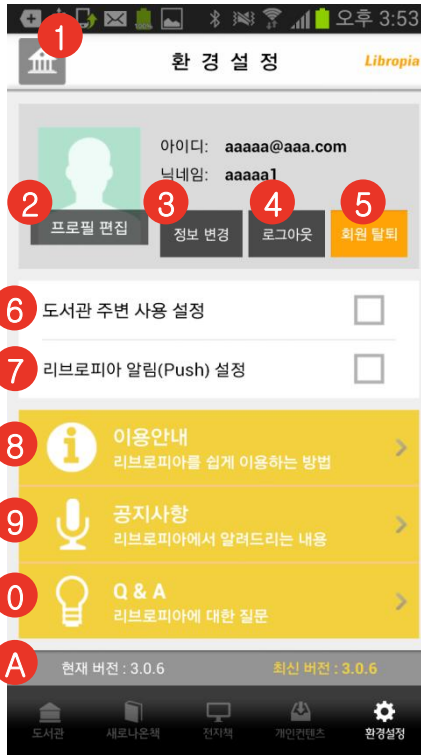 오후 3:53
1
환 경 설 정
Libropia
아이디: aaaaa@aaa.com
닉네임: aaaaa1
2
3
4
5
프로필 편집
정보 변경
로그아웃
회원 탈퇴
6
도서관 주변 사용 설정
7
리브로피아 알림(Push) 설정
8
이용안내
리브로피아를 쉽게 이용하는 방법
9
공지사항
리브로피아에서 알려드리는 내용
0
Q & A
리브로피아에 대한 질문
A
현재 버전 : 3.0.6
최신 버전 : 3.0.6
도서관
새로나온책
전자책
개인컨텐츠
환경설정